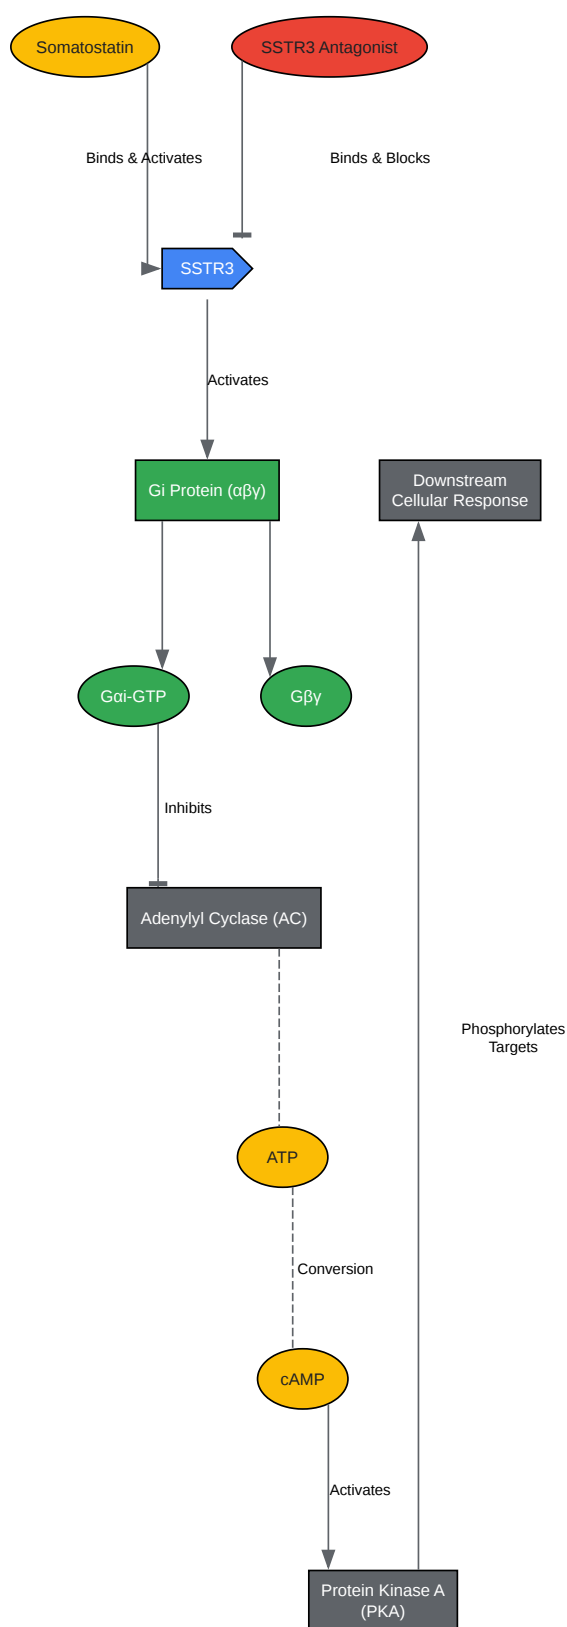 Somatostatin
SSTR3 Antagonist
Binds & Activates
Binds & Blocks
SSTR3
Activates
Gi Protein (αβγ)
Downstream
Cellular Response
Gαi-GTP
Gβγ
Inhibits
Adenylyl Cyclase (AC)
Phosphorylates
Targets
ATP
Conversion
cAMP
Activates
Protein Kinase A
(PKA)